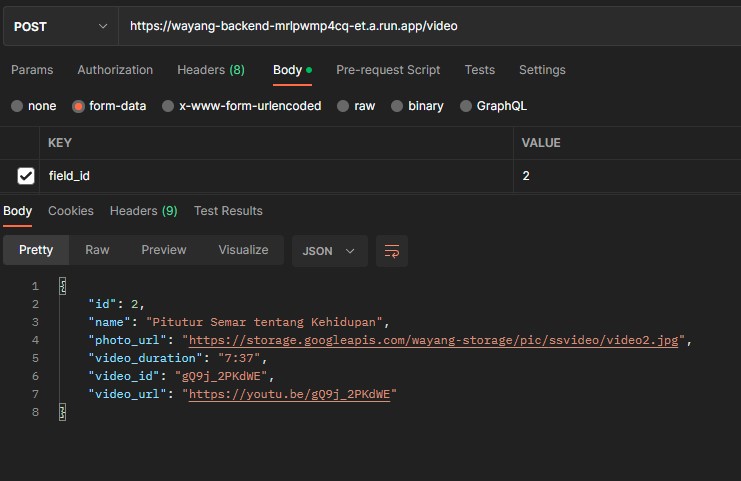 POST https://wayang-backend-mrlpwmp4cq-et.a.run.app/video
Params Authorization Headers (8) Body Pre-request Script Tests Settings
none form-data x-www-form-urlencoded raw binary GraphQL
KEY VALUE
field_id 2
Body Cookies Headers (9) Test Results
Pretty Raw Preview Visualize JSON
1 {
2 "id": 2,
3 "name": "Pitutur Semar tentang Kehidupan",
4 "photo_url": "https://storage.googleapis.com/wayang-storage/pic/ssvideo/video2.jpg",
5 "video_duration": "7:37",
6 "video_id": "gQ9j_2PKdWE",
7 "video_url": "https://youtu.be/gQ9j_2PKdWE"
8 }